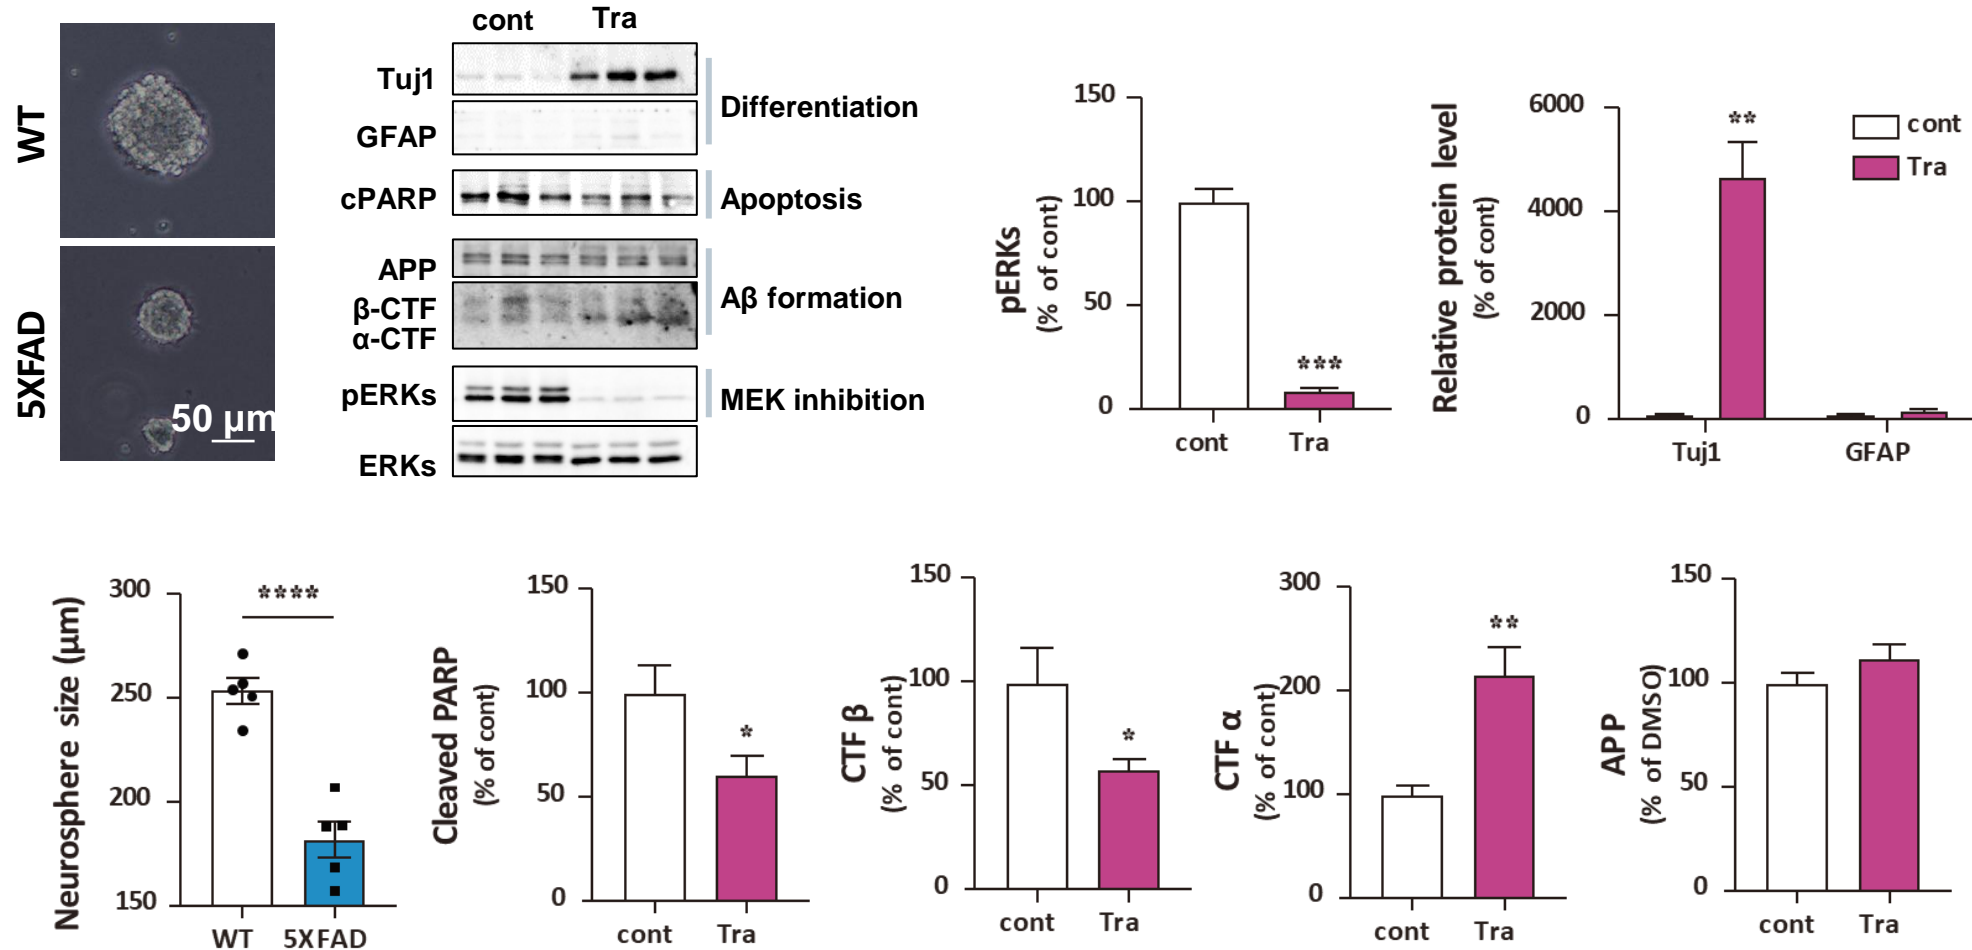 cont Tra
WT
5XFAD
50 µm
Tuj1
GFAP
Differentiation
cPARP
Apoptosis
APP
β-CTF
α-CTF
Aβ formation
pERKs
MEK inhibition
ERKs
pERKs
(% of cont)
150
100
50
0
***
cont Tra
Relative protein level
(% of cont)
6000
4000
2000
0
**
cont
Tra
Tuj1 GFAP
Neurosphere size (µm)
300
250
200
150
****
WT 5XFAD
Cleaved PARP
(% of cont)
150
100
50
0
*
cont Tra
CTF β
(% of cont)
150
100
50
0
*
cont Tra
CTF α
(% of cont)
300
200
100
0
**
cont Tra
APP
(% of DMSO)
150
100
50
0
cont Tra